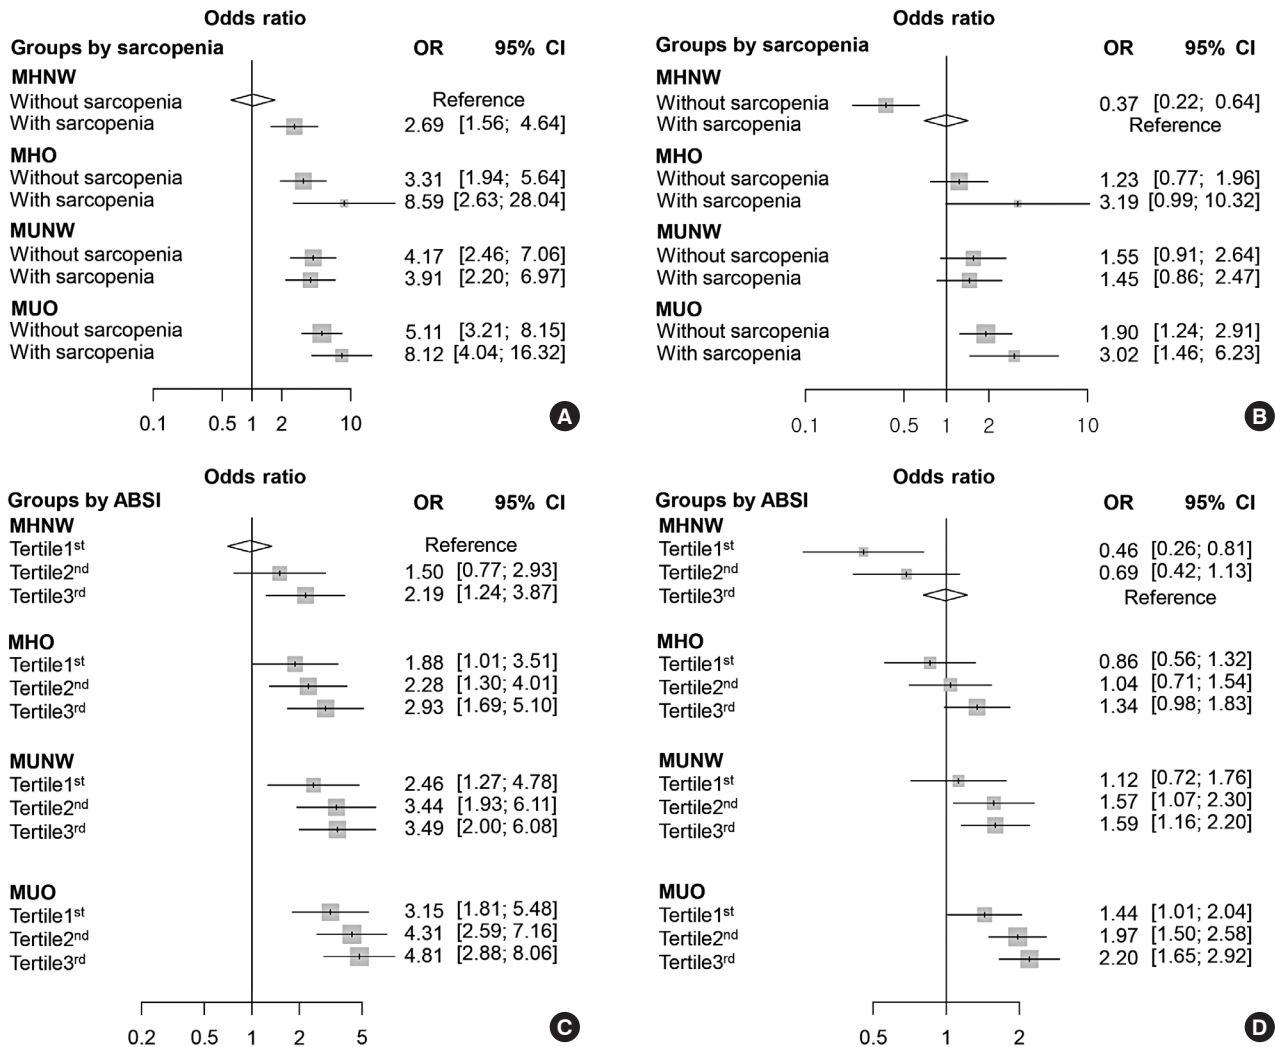 Odds ratio
Groups by sarcopenia OR 95% CI
MHNW
Without sarcopenia Reference
With sarcopenia 2.69 [1.56; 4.64]
MHO
Without sarcopenia 3.31 [1.94; 5.64]
With sarcopenia 8.59 [2.63; 28.04]
MUNW
Without sarcopenia 4.17 [2.46; 7.06]
With sarcopenia 3.91 [2.20; 6.97]
MUO
Without sarcopenia 5.11 [3.21; 8.15]
With sarcopenia 8.12 [4.04; 16.32]
0.1 0.5 1 2 10
A
Odds ratio
Groups by sarcopenia OR 95% CI
MHNW
Without sarcopenia 0.37 [0.22; 0.64]
With sarcopenia Reference
MHO
Without sarcopenia 1.23 [0.77; 1.96]
With sarcopenia 3.19 [0.99; 10.32]
MUNW
Without sarcopenia 1.55 [0.91; 2.64]
With sarcopenia 1.45 [0.86; 2.47]
MUO
Without sarcopenia 1.90 [1.24; 2.91]
With sarcopenia 3.02 [1.46; 6.23]
0.1 0.5 1 2 10
B
Odds ratio
Groups by ABSI OR 95% CI
MHNW
Tertile1st Reference
Tertile2nd 1.50 [0.77; 2.93]
Tertile3rd 2.19 [1.24; 3.87]
MHO
Tertile1st 1.88 [1.01; 3.51]
Tertile2nd 2.28 [1.30; 4.01]
Tertile3rd 2.93 [1.69; 5.10]
MUNW
Tertile1st 2.46 [1.27; 4.78]
Tertile2nd 3.44 [1.93; 6.11]
Tertile3rd 3.49 [2.00; 6.08]
MUO
Tertile1st 3.15 [1.81; 5.48]
Tertile2nd 4.31 [2.59; 7.16]
Tertile3rd 4.81 [2.88; 8.06]
0.2 0.5 1 2 5
C
Odds ratio
Groups by ABSI OR 95% CI
MHNW
Tertile1st 0.46 [0.26; 0.81]
Tertile2nd 0.69 [0.42; 1.13]
Tertile3rd Reference
MHO
Tertile1st 0.86 [0.56; 1.32]
Tertile2nd 1.04 [0.71; 1.54]
Tertile3rd 1.34 [0.98; 1.83]
MUNW
Tertile1st 1.12 [0.72; 1.76]
Tertile2nd 1.57 [1.07; 2.30]
Tertile3rd 1.59 [1.16; 2.20]
MUO
Tertile1st 1.44 [1.01; 2.04]
Tertile2nd 1.97 [1.50; 2.58]
Tertile3rd 2.20 [1.65; 2.92]
0.5 1 2
D